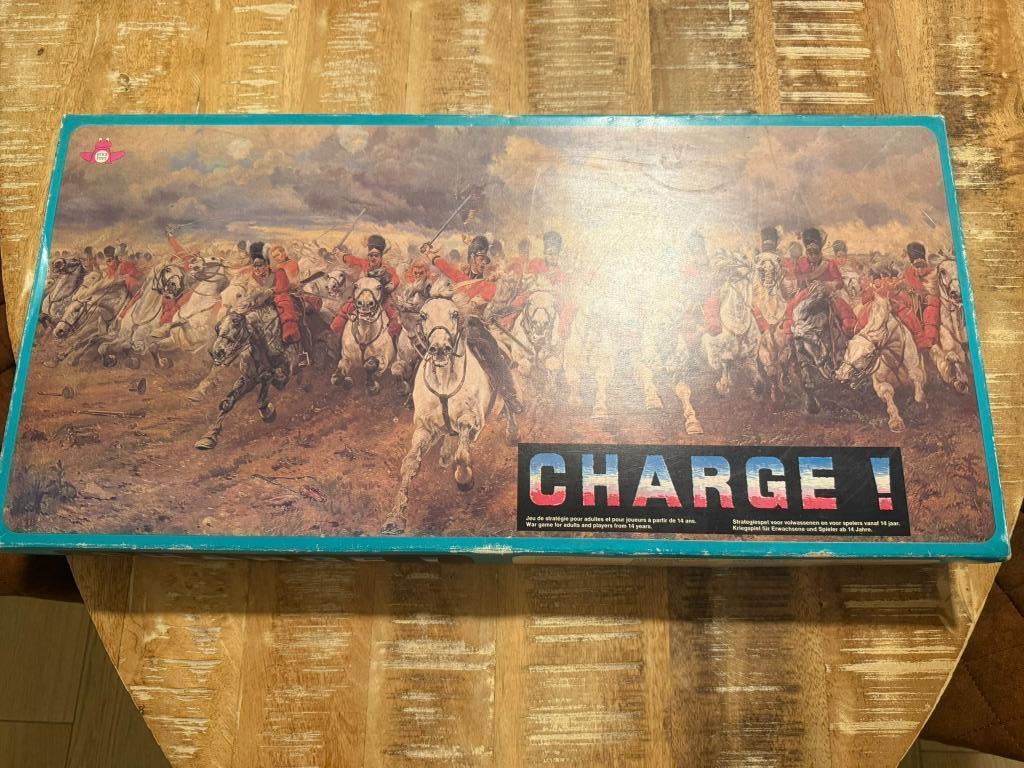 CHARGE !
Jeu de stratégie pour adultes et pour joueurs à partir de 14 ans.
War game for adults and players from 14 years.
Strategiespel voor volwassenen en voor spelers vanaf 14 jaar.
Kriegspiel für Erwachsene und Spieler ab 14 Jahre.